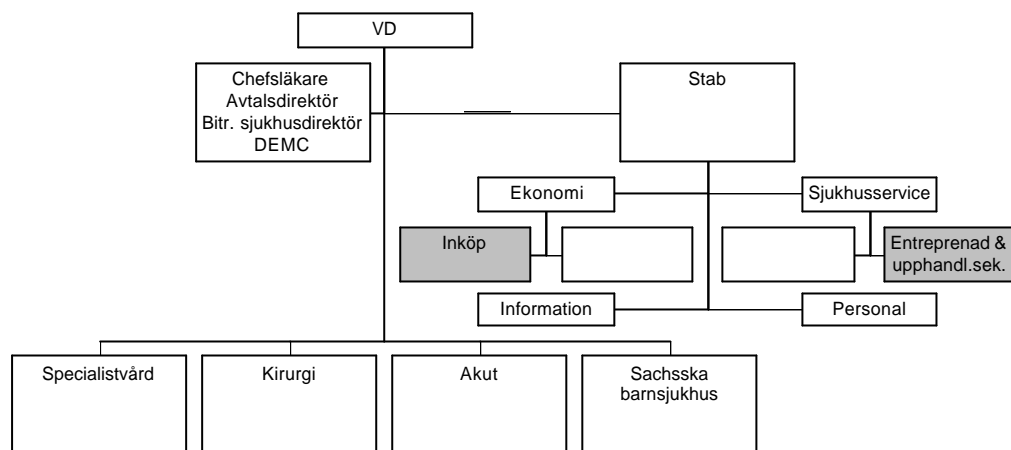 VD
Chefsläkare
Avtalsdirektör
Bitr. sjukhusdirektör
DEMC
Stab
Ekonomi
Sjukhusservice
Inköp
Entreprenad &
upphandl.sek.
Information
Personal
Specialistvård
Kirurgi
Akut
Sachsska
barnsjukhus